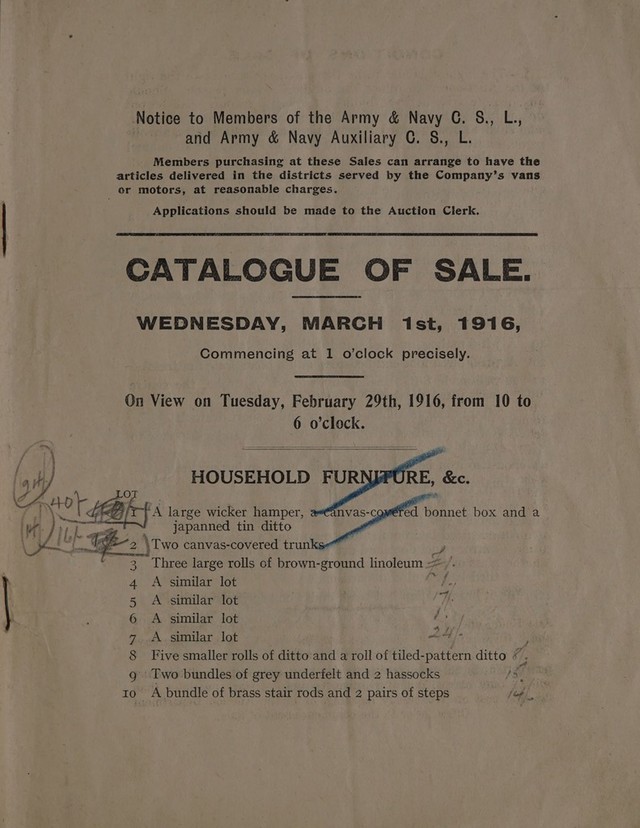 Notice to Members of the Army & Navy C. S., L.,
and Army & Navy Auxiliary C. S., L.
Members purchasing at these Sales can arrange to have the
articles delivered in the districts served by the Company's vans
or motors, at reasonable charges.
Applications should be made to the Auction Clerk.
CATALOGUE OF SALE.
WEDNESDAY, MARCH 1st, 1916,
Commencing at 1 o'clock precisely.
On View on Tuesday, February 29th, 1916, from 10 to
6 o'clock.
HOUSEHOLD FURNITURE, &c.
LOT
1 A large wicker hamper, a canvas-covered bonnet box and a
japanned tin ditto
2 Two canvas-covered trunks
3 Three large rolls of brown-ground linoleum
4 A similar lot
5 A similar lot
6 A similar lot
7 A similar lot
8 Five smaller rolls of ditto and a roll of tiled-pattern ditto
9 Two bundles of grey underfelt and 2 hassocks
10 A bundle of brass stair rods and 2 pairs of steps